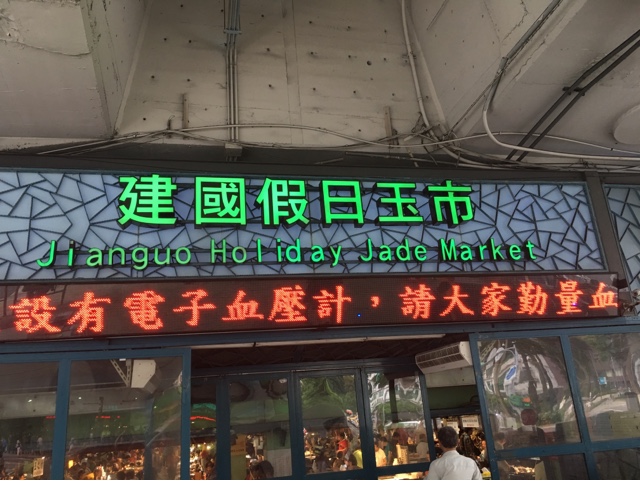 建國假日玉市
Jianguo Holiday Jade Market
設有電子血壓計，請大家勤量血